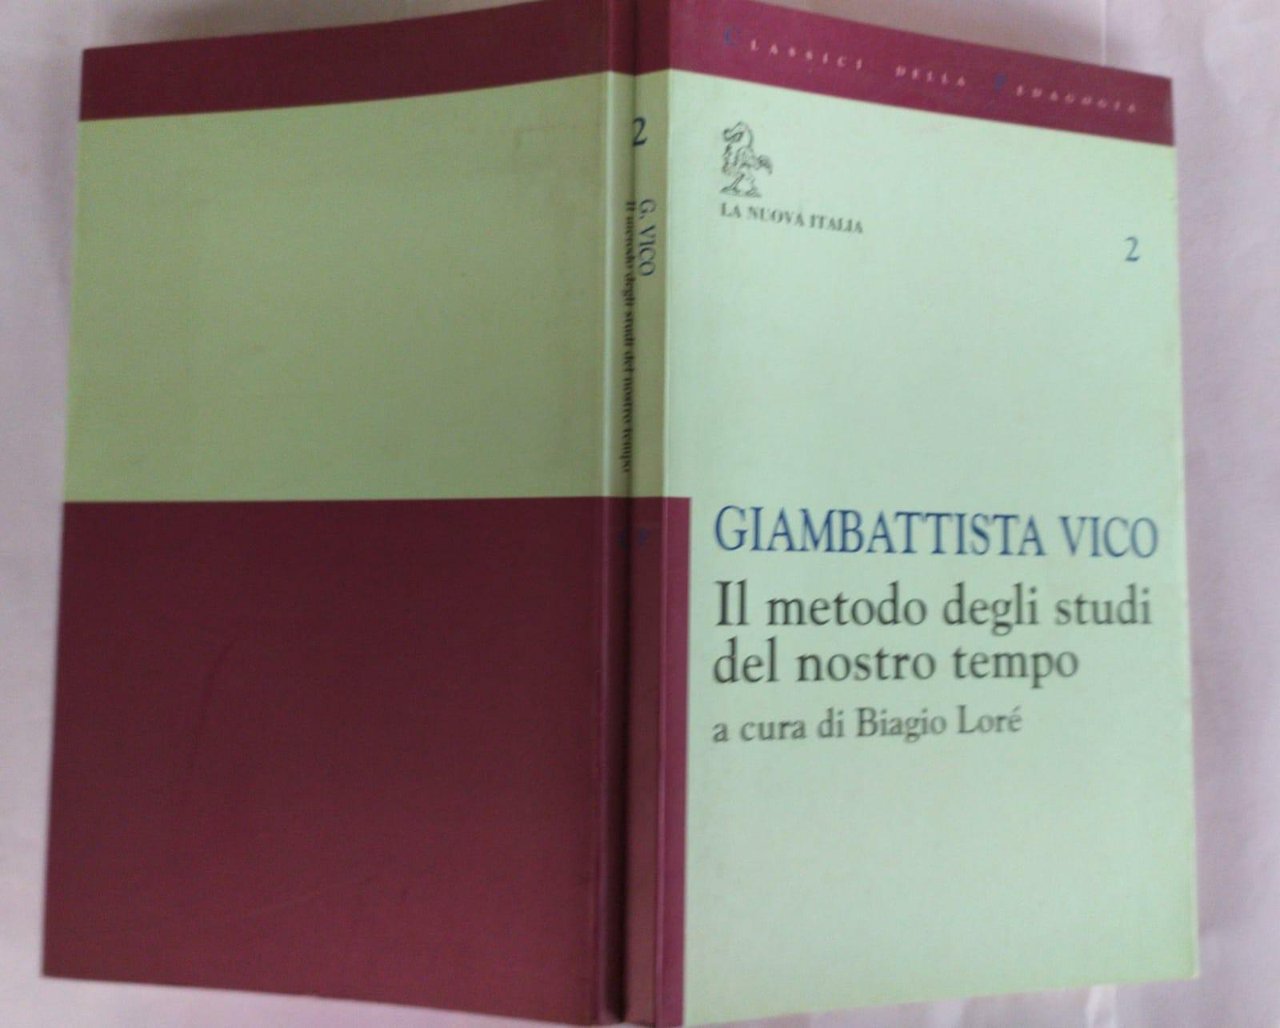 CLASSICI DELLA PEDAGOGIA
LA NUOVA ITALIA
2
GIAMBATTISTA VICO
Il metodo degli studi
del nostro tempo
a cura di Biagio Loré
2
G. VICO
Il metodo degli studi del nostro tempo